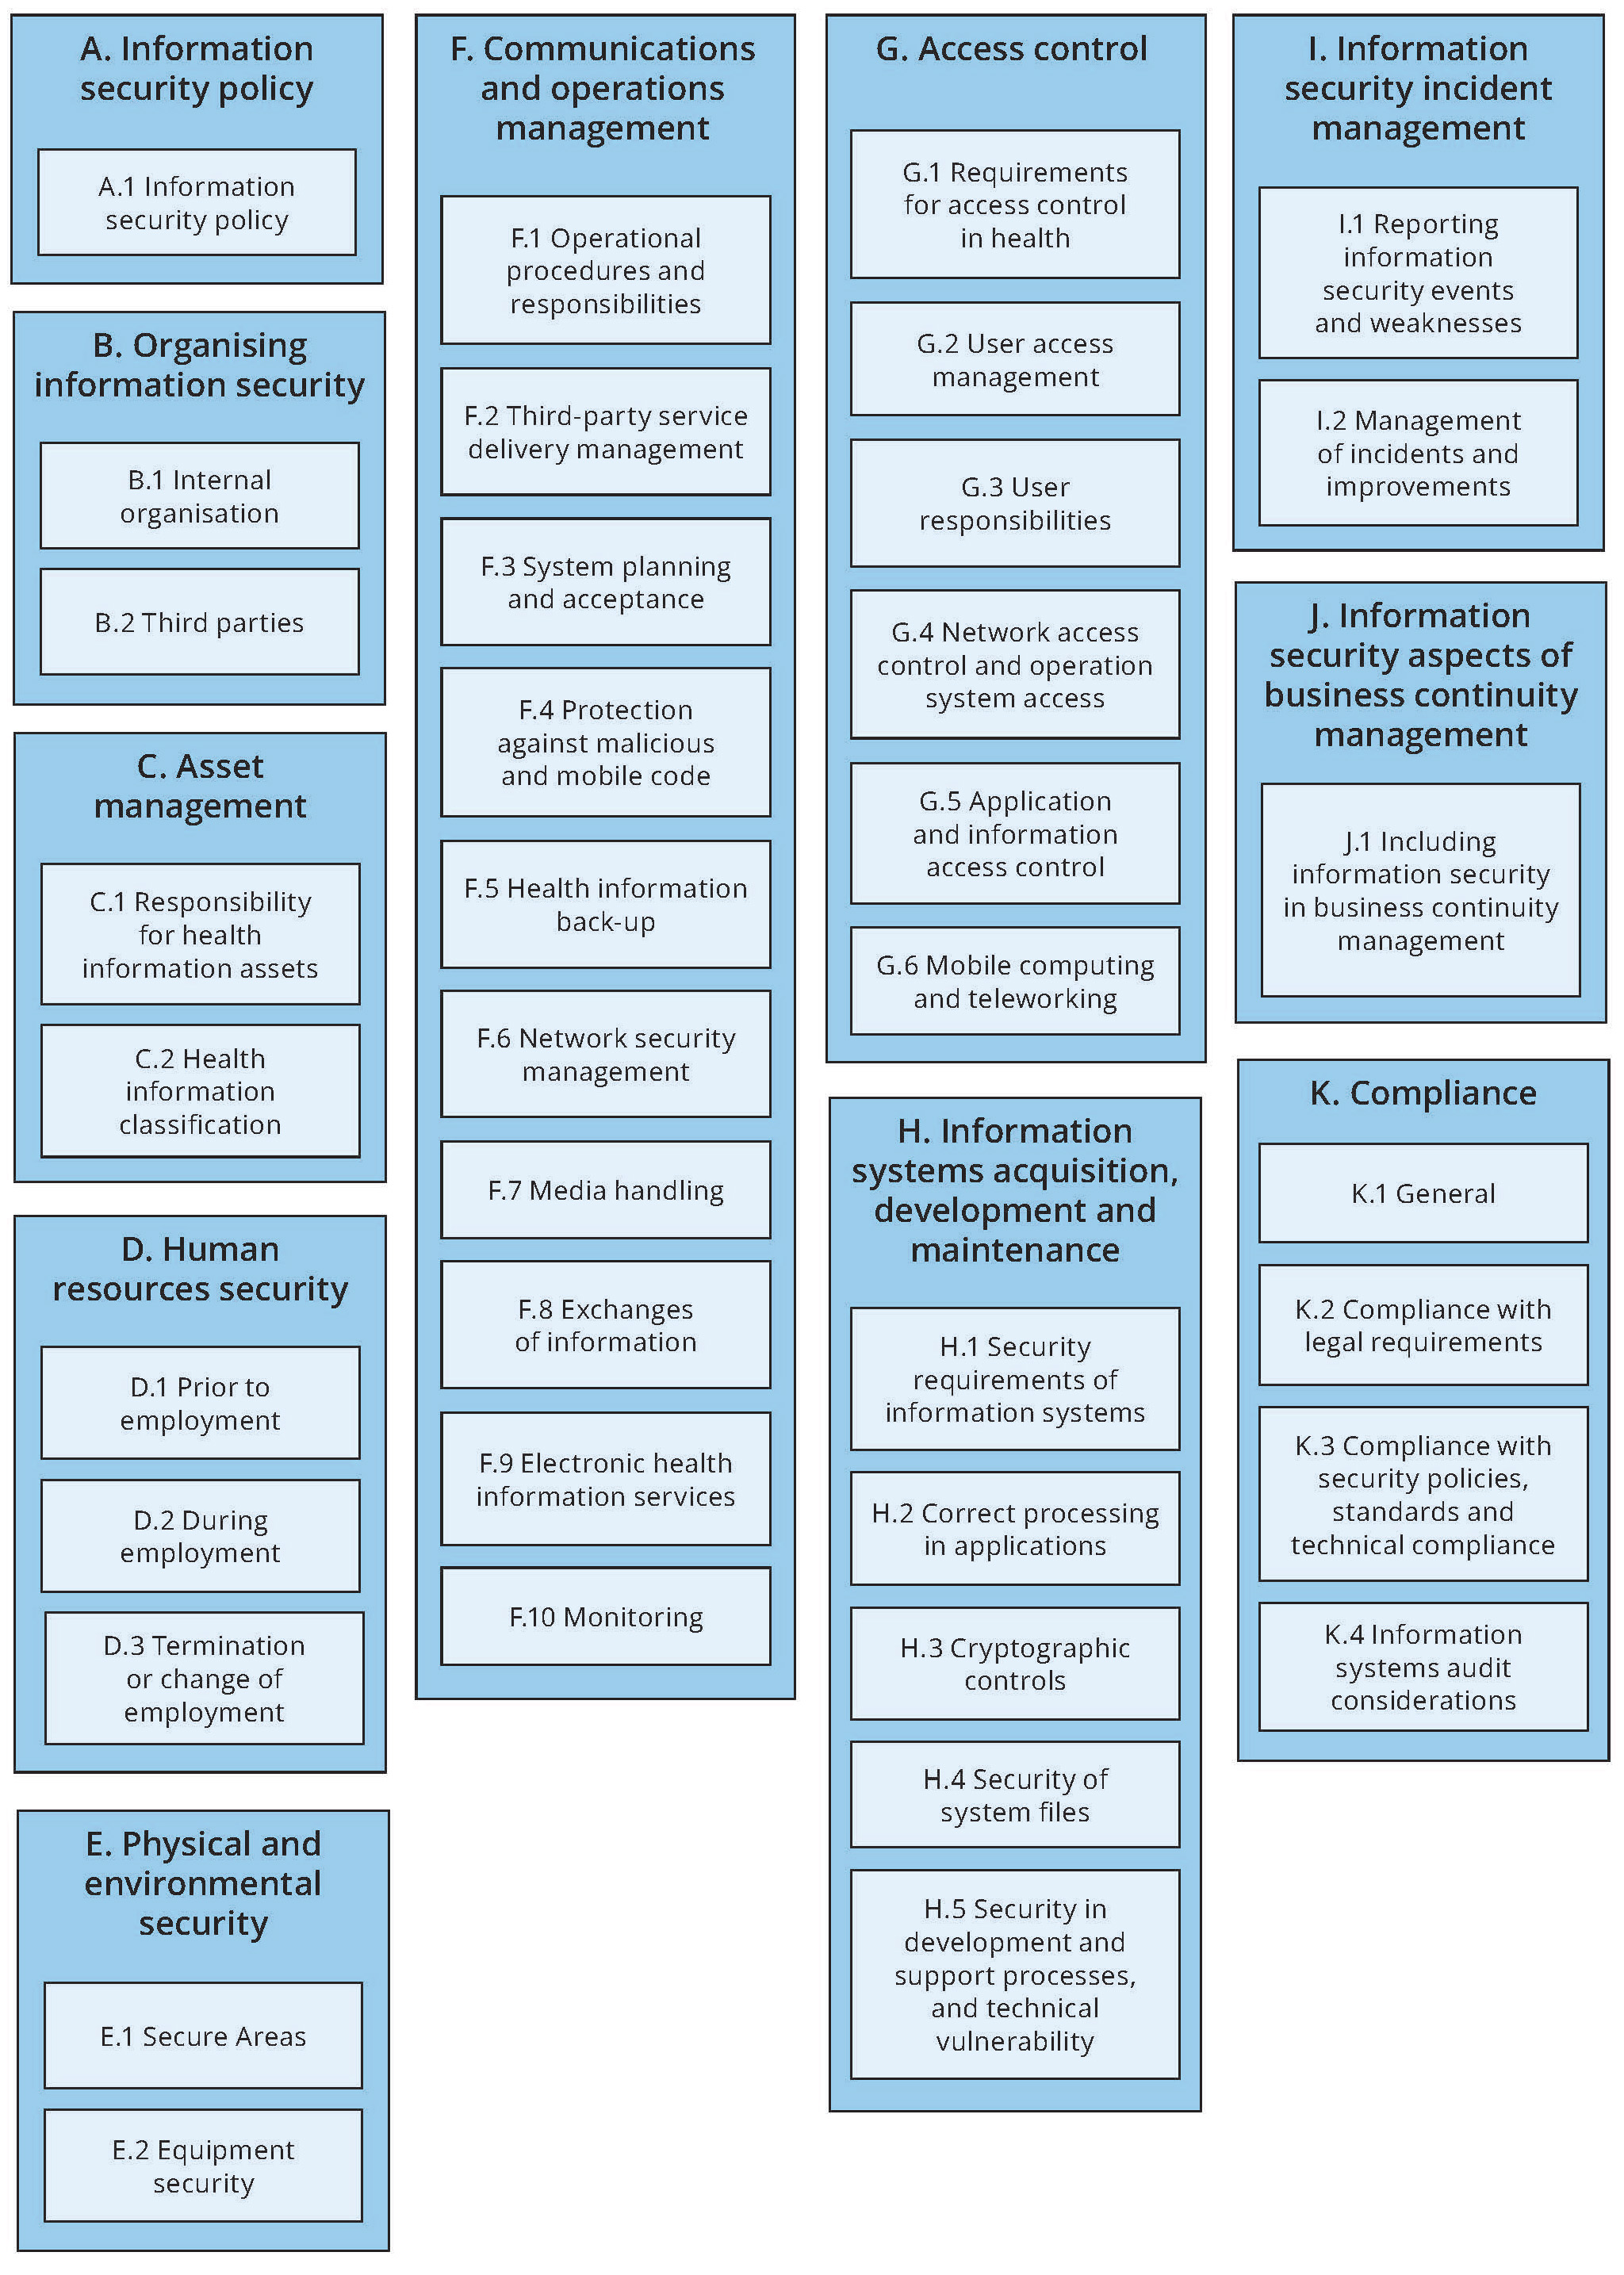 A. Information
security policy
A.1 Information
security policy
B. Organising
information security
B.1 Internal
organisation
B.2 Third parties
C. Asset
management
C.1 Responsibility
for health
information assets
C.2 Health
information
classification
D. Human
resources security
D.1 Prior to
employment
D.2 During
employment
D.3 Termination
or change of
employment
E. Physical and
environmental
security
E.1 Secure Areas
E.2 Equipment
security
F. Communications
and operations
management
F.1 Operational
procedures and
responsibilities
F.2 Third-party service
delivery management
F.3 System planning
and acceptance
F.4 Protection
against malicious
and mobile code
F.5 Health information
back-up
F.6 Network security
management
F.7 Media handling
F.8 Exchanges
of information
F.9 Electronic health
information services
F.10 Monitoring
G. Access control
G.1 Requirements
for access control
in health
G.2 User access
management
G.3 User
responsibilities
G.4 Network access
control and operation
system access
G.5 Application
and information
access control
G.6 Mobile computing
and teleworking
H. Information
systems acquisition,
development and
maintenance
H.1 Security
requirements of
information systems
H.2 Correct processing
in applications
H.3 Cryptographic
controls
H.4 Security of
system files
H.5 Security in
development and
support processes,
and technical
vulnerability
I. Information
security incident
management
I.1 Reporting
information
security events
and weaknesses
I.2 Management
of incidents and
improvements
J. Information
security aspects of
business continuity
management
J.1 Including
information security
in business continuity
management
K. Compliance
K.1 General
K.2 Compliance with
legal requirements
K.3 Compliance with
security policies,
standards and
technical compliance
K.4 Information
systems audit
considerations